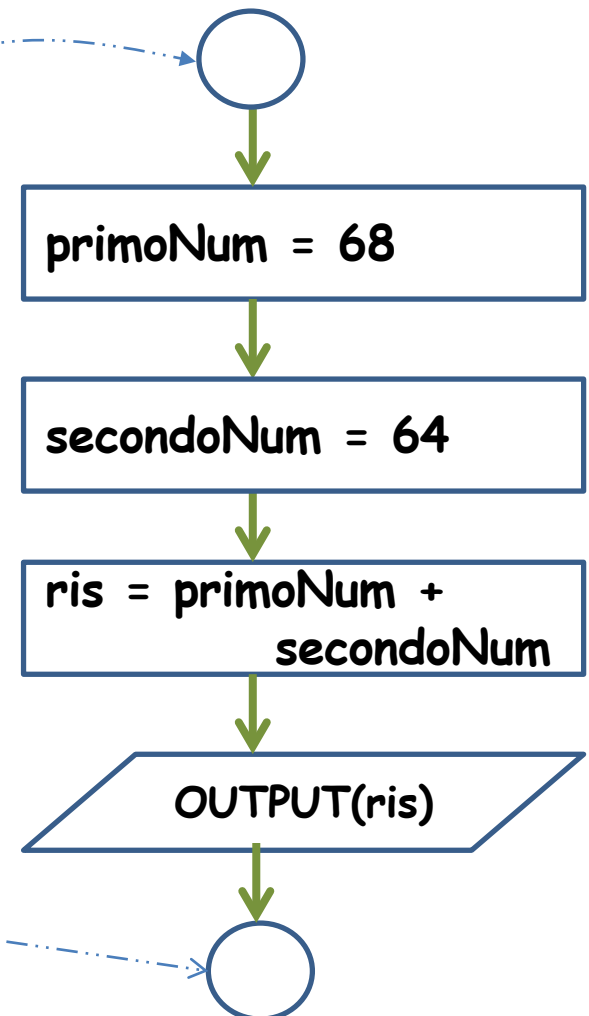 primoNum = 68
secondoNum = 64
ris = primoNum +
secondoNum
OUTPUT(ris)